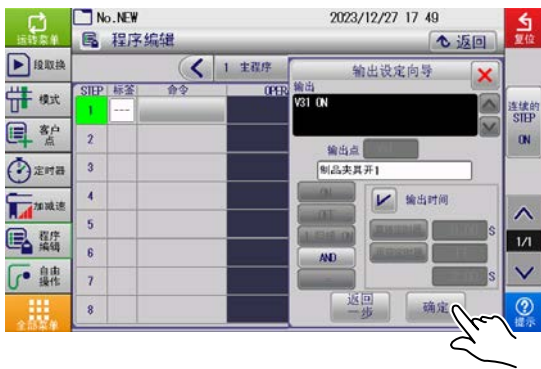 No.NEW
2023/12/27 17 49
运转菜单
程序编辑
返回
复位
段取换
1 主程序
输出设定向导
STEP 标签 命令 OPER
输出
V31 ON
模式
连续的
STEP
ON
1
---
客户
点
2
输出点
制品夹具开1
定时器
3
ON
输出时间
加减速
4
OFF
S
程序
编辑
5
1/1
6
AND
自由
操作
7
S
8
返回
一步
确定
全部菜单
提示